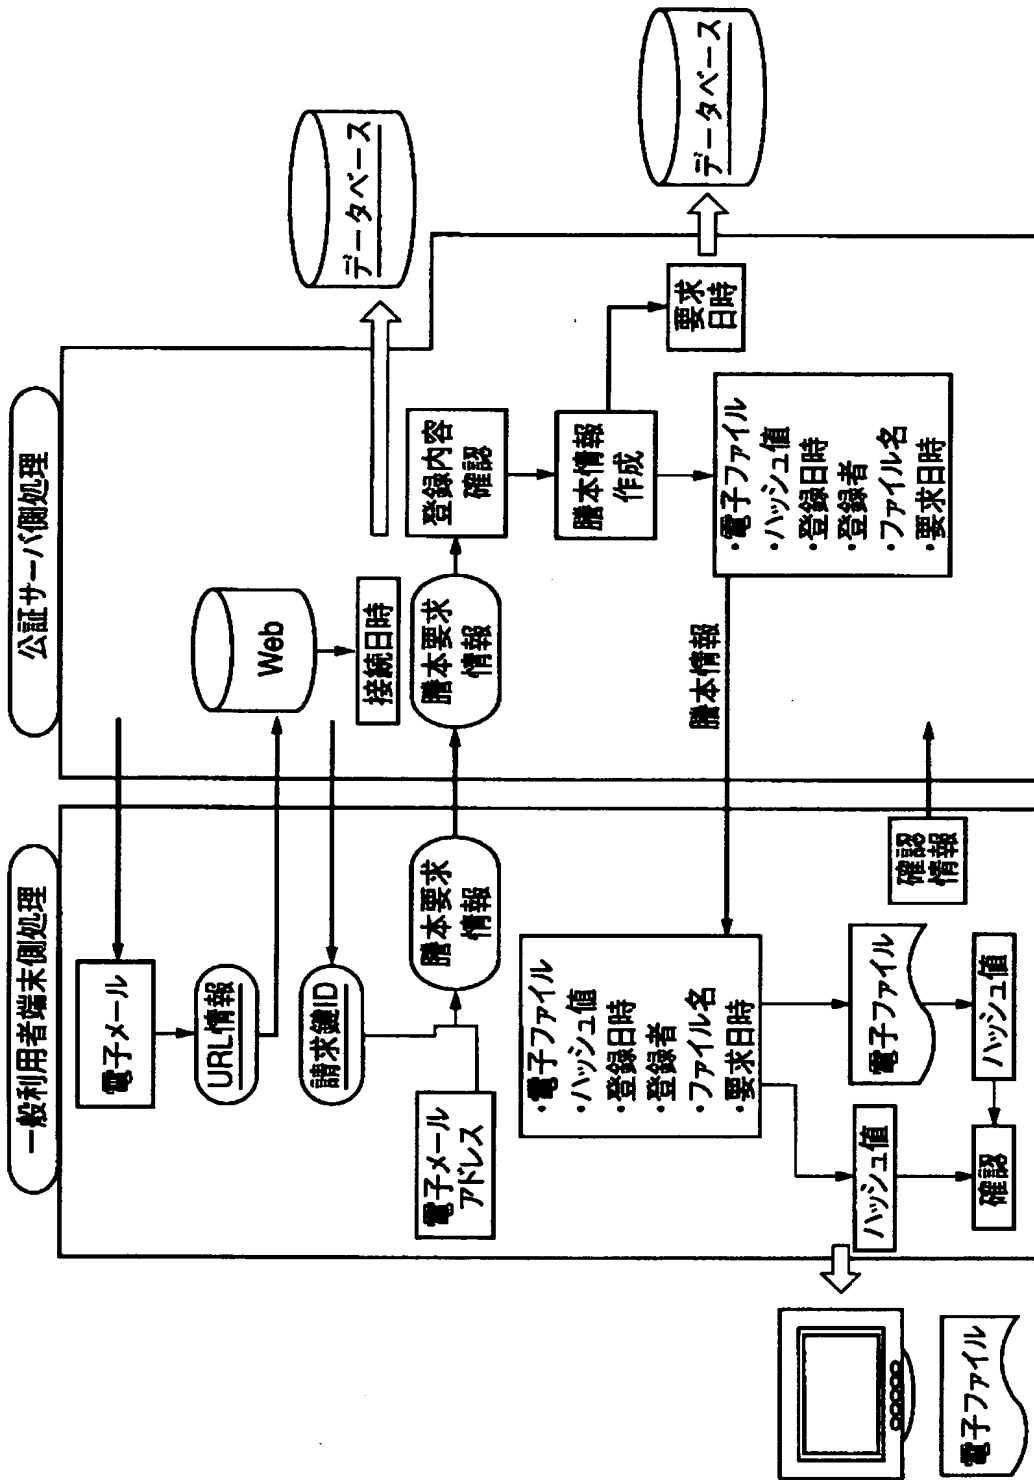 一般利用者端末側処理
公証サーバ側処理
電子メール
URL情報
Web
データベース
請求鍵ID
接続日時
電子メール
アドレス
謄本要求
情報
謄本要求
情報
登録内容
確認
謄本情報
作成
要求
日時
データベース
・電子ファイル
・ハッシュ値
・登録日時
・登録者
・ファイル名
・要求日時
謄本情報
・電子ファイル
・ハッシュ値
・登録日時
・登録者
・ファイル名
・要求日時
ハッシュ値
電子ファイル
確認
情報
確認
ハッシュ値
電子ファイル